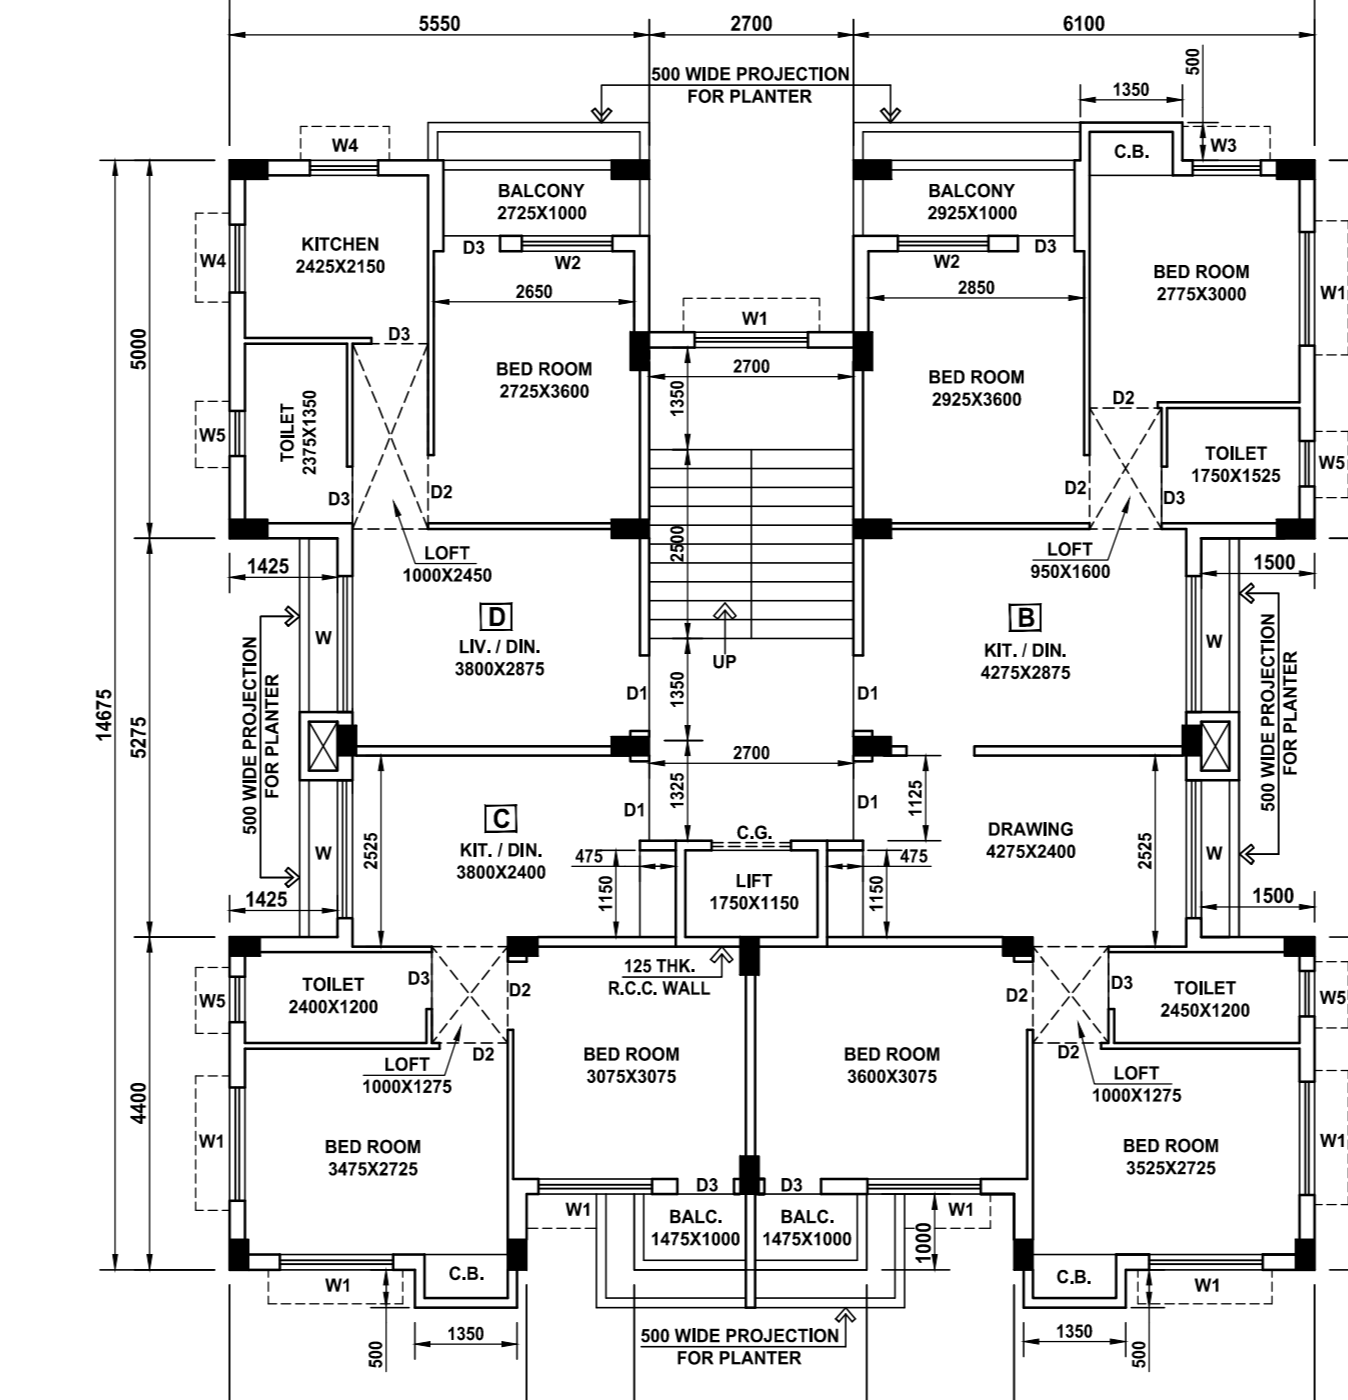 5550
2700
6100
500 WIDE PROJECTION
FOR PLANTER
500
1350
W4
C.B.
W3
BALCONY
2725X1000
BALCONY
2925X1000
KITCHEN
2425X2150
W4
D3
W2
W2
D3
BED ROOM
2775X3000
W1
2650
2850
W1
5000
D3
2700
BED ROOM
2725X3600
BED ROOM
2925X3600
1350
D2
TOILET
2375X1350
W5
TOILET
1750X1525
W5
D3
D2
D2
D3
LOFT
1000X2450
2500
LOFT
950X1600
1425
1500
D
LIV. / DIN.
3800X2875
B
KIT. / DIN.
4275X2875
W
W
UP
500 WIDE PROJECTION
FOR PLANTER
500 WIDE PROJECTION
FOR PLANTER
14675
5275
D1
1350
D1
2700
1325
1125
D1
D1
C
KIT. / DIN.
3800X2400
DRAWING
4275X2400
C.G.
2525
2525
W
W
475
475
LIFT
1750X1150
1150
1150
1425
1500
125 THK.
R.C.C. WALL
TOILET
2400X1200
D3
D2
D2
D3
TOILET
2450X1200
W5
W5
D2
D2
LOFT
1000X1275
BED ROOM
3075X3075
BED ROOM
3600X3075
LOFT
1000X1275
4400
W1
BED ROOM
3475X2725
BED ROOM
3525X2725
W1
D3
D3
W1
BALC.
1475X1000
BALC.
1475X1000
W1
1000
W1
C.B.
C.B.
W1
500
1350
500 WIDE PROJECTION
FOR PLANTER
1350
500